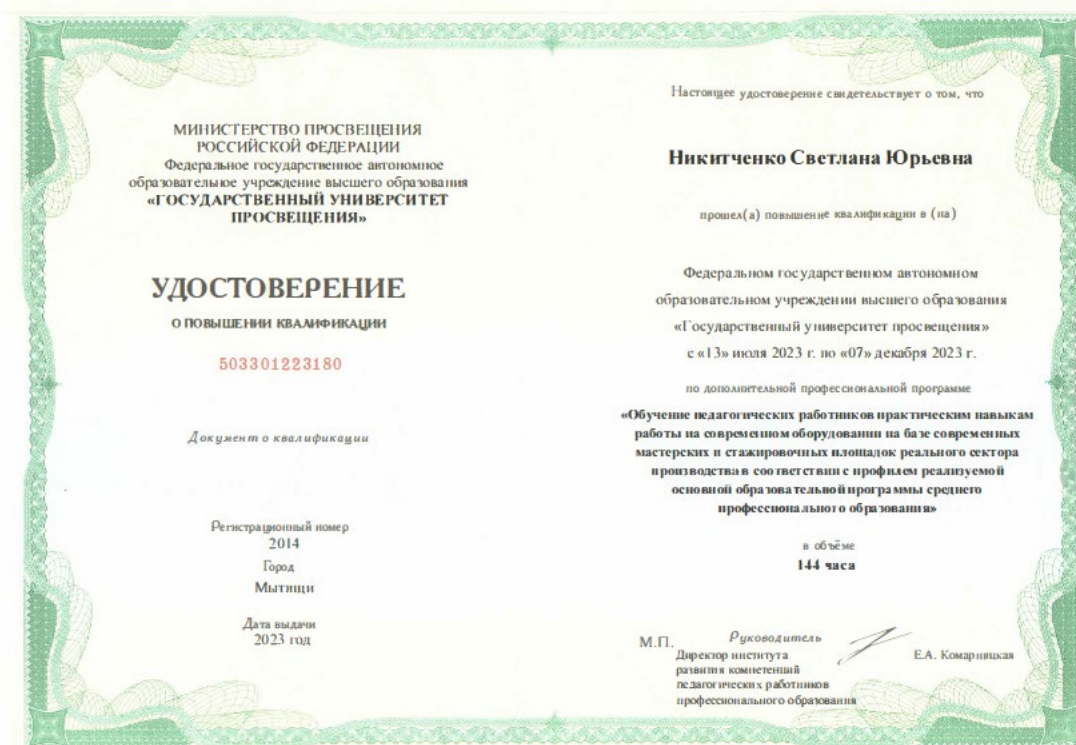 МИНИСТЕРСТВО ПРОСВЕЩЕНИЯ
РОССИЙСКОЙ ФЕДЕРАЦИИ
Федеральное государственное автономное
образовательное учреждение высшего образования
«ГОСУДАРСТВЕННЫЙ УНИВЕРСИТЕТ
ПРОСВЕЩЕНИЯ»
УДОСТОВЕРЕНИЕ
О ПОВЫШЕНИИ КВАЛИФИКАЦИИ
503301223180
Документ о квалификации
Регистрационный номер
2014
Город
Мытищи
Дата выдачи
2023 год
Настоящее удостоверение свидетельствует о том, что
Никитченко Светлана Юрьевна
прошел(а) повышение квалификации в (на)
Федеральном государственном автономном
образовательном учреждении высшего образования
«Государственный университет просвещения»
с «13» июля 2023 г. по «07» декабря 2023 г.
по дополнительной профессиональной программе
«Обучение педагогических работников практическим навыкам
работы на современном оборудовании на базе современных
мастерских и стажировочных площадок реального сектора
производства в соответствии с профилем реализуемой
основной образовательной программы среднего
профессионального образования»
в объёме
144 часа
М.П. Руководитель
Директор института Е.А. Комарницкая
развития компетенций
педагогических работников
профессионального образования